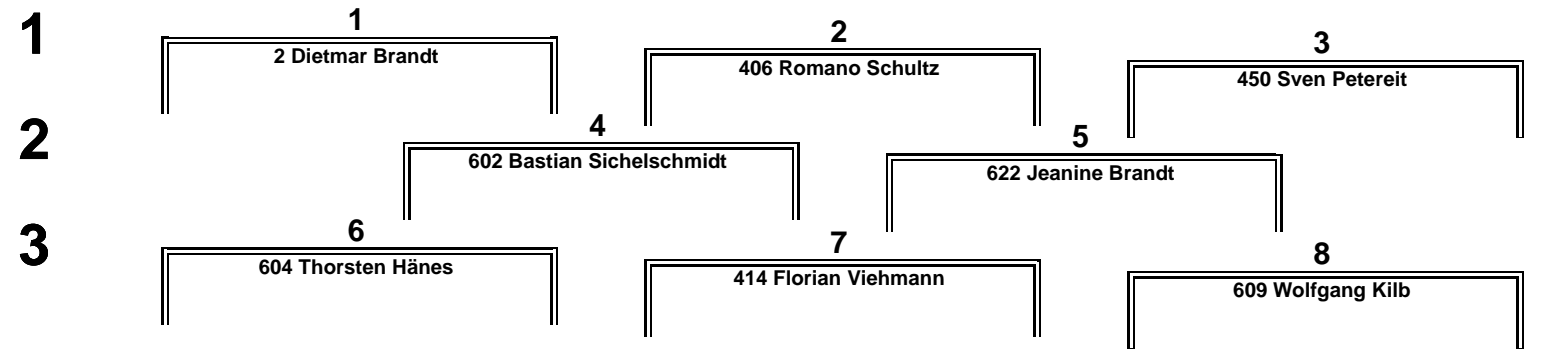 1
1
2 Dietmar Brandt
2
406 Romano Schultz
3
450 Sven Petereit
2
4
602 Bastian Sichelschmidt
5
622 Jeanine Brandt
3
6
604 Thorsten Hänes
7
414 Florian Viehmann
8
609 Wolfgang Kilb